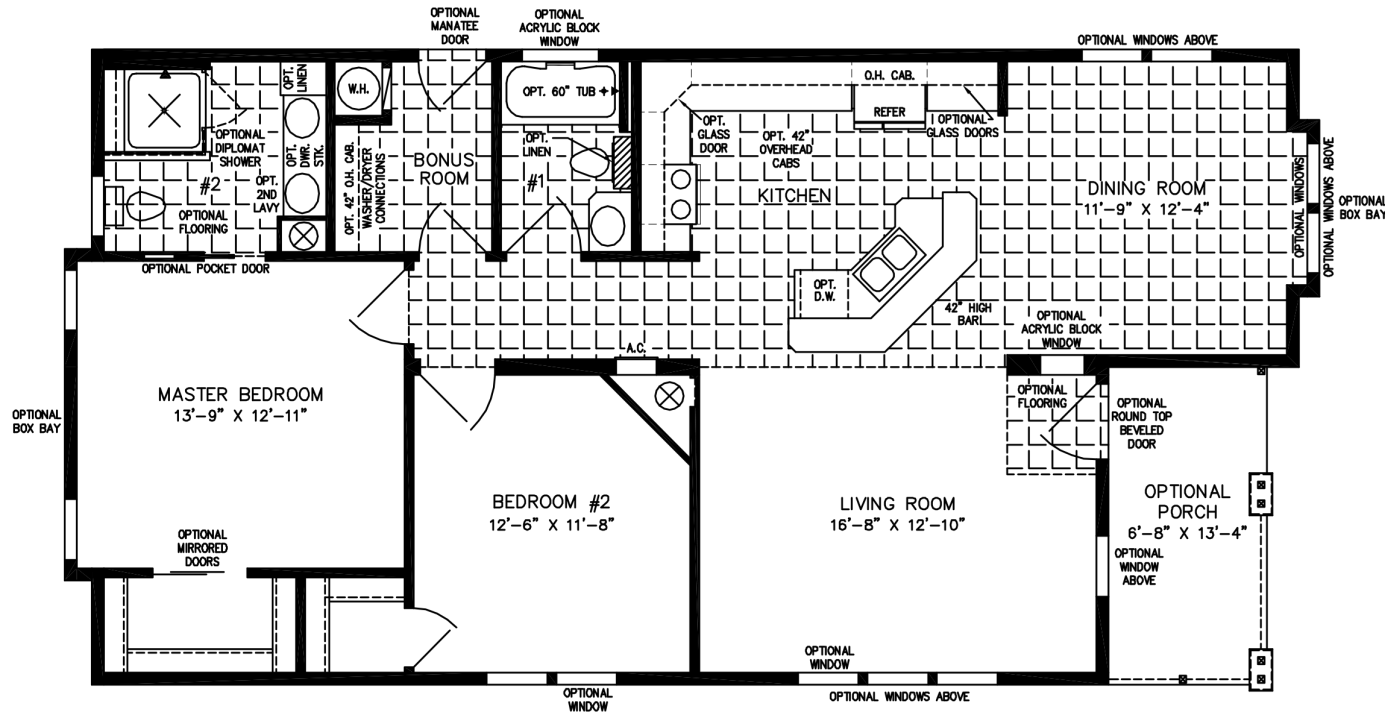 OPTIONAL
MANATEE
DOOR
OPTIONAL
ACRYLIC BLOCK
WINDOW
OPTIONAL WINDOWS ABOVE
OPT.
LINEN
W.H.
OPT. 60" TUB
O.H. CAB.
REFER
OPTIONAL
GLASS DOORS
OPT.
GLASS
DOOR
OPT. 42"
OVERHEAD
CABS
OPTIONAL
DIPLOMAT
SHOWER
#2
OPT.
DWR.
STK.
OPT.
2ND
LAVY
OPTIONAL
FLOORING
OPT. 42" O.H. CAB.
WASHER/DRYER
CONNECTIONS
BONUS
ROOM
OPT.
LINEN
#1
KITCHEN
DINING ROOM
11'-9" X 12'-4"
OPTIONAL WINDOWS
OPTIONAL WINDOWS ABOVE
OPTIONAL
BOX BAY
OPTIONAL POCKET DOOR
OPT.
D.W.
42" HIGH
BAR!
OPTIONAL
ACRYLIC BLOCK
WINDOW
A.C.
MASTER BEDROOM
13'-9" X 12'-11"
OPTIONAL
BOX BAY
OPTIONAL
FLOORING
OPTIONAL
ROUND TOP
BEVELED
DOOR
BEDROOM #2
12'-6" X 11'-8"
LIVING ROOM
16'-8" X 12'-10"
OPTIONAL
PORCH
6'-8" X 13'-4"
OPTIONAL
MIRRORED
DOORS
OPTIONAL
WINDOW
ABOVE
OPTIONAL
WINDOW
OPTIONAL
WINDOW
OPTIONAL WINDOWS ABOVE